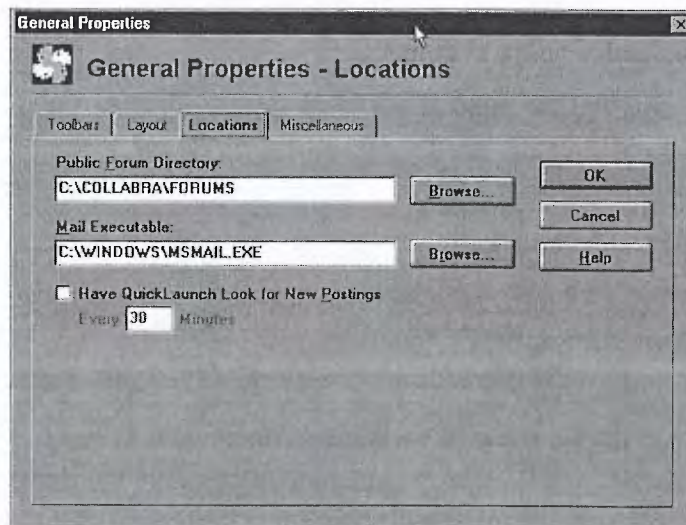 General Properties
General Properties - Locations
Toolbars Layout Locations Miscellaneous
Public Forum Directory:
C:\COLLABRA\FORUMS
Browse...
OK
Cancel
Mail Executable:
C:\WINDOWS\MSMAIL.EXE
Browse...
Help
Have QuickLaunch Look for New Postings
Every 30 Minutes